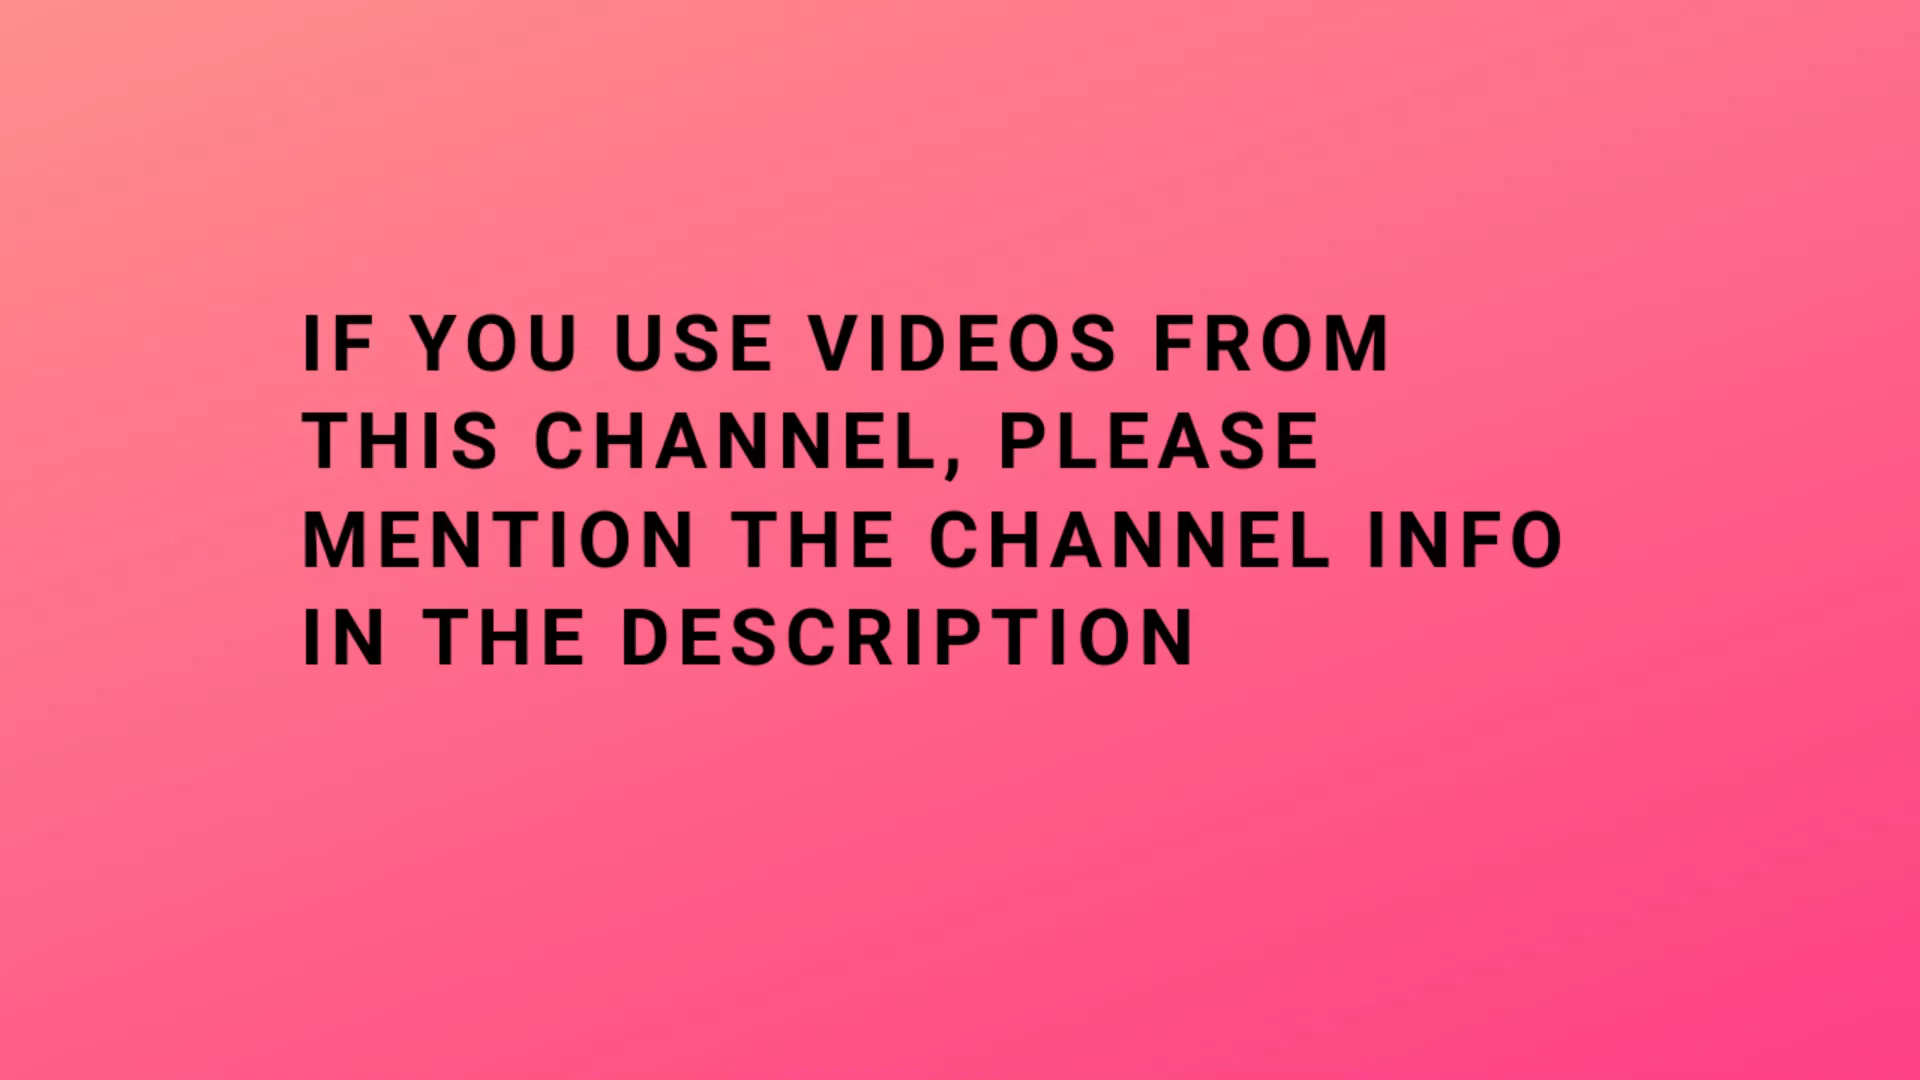 IF YOU USE VIDEOS FROM
THIS CHANNEL, PLEASE
MENTION THE CHANNEL INFO
IN THE DESCRIPTION